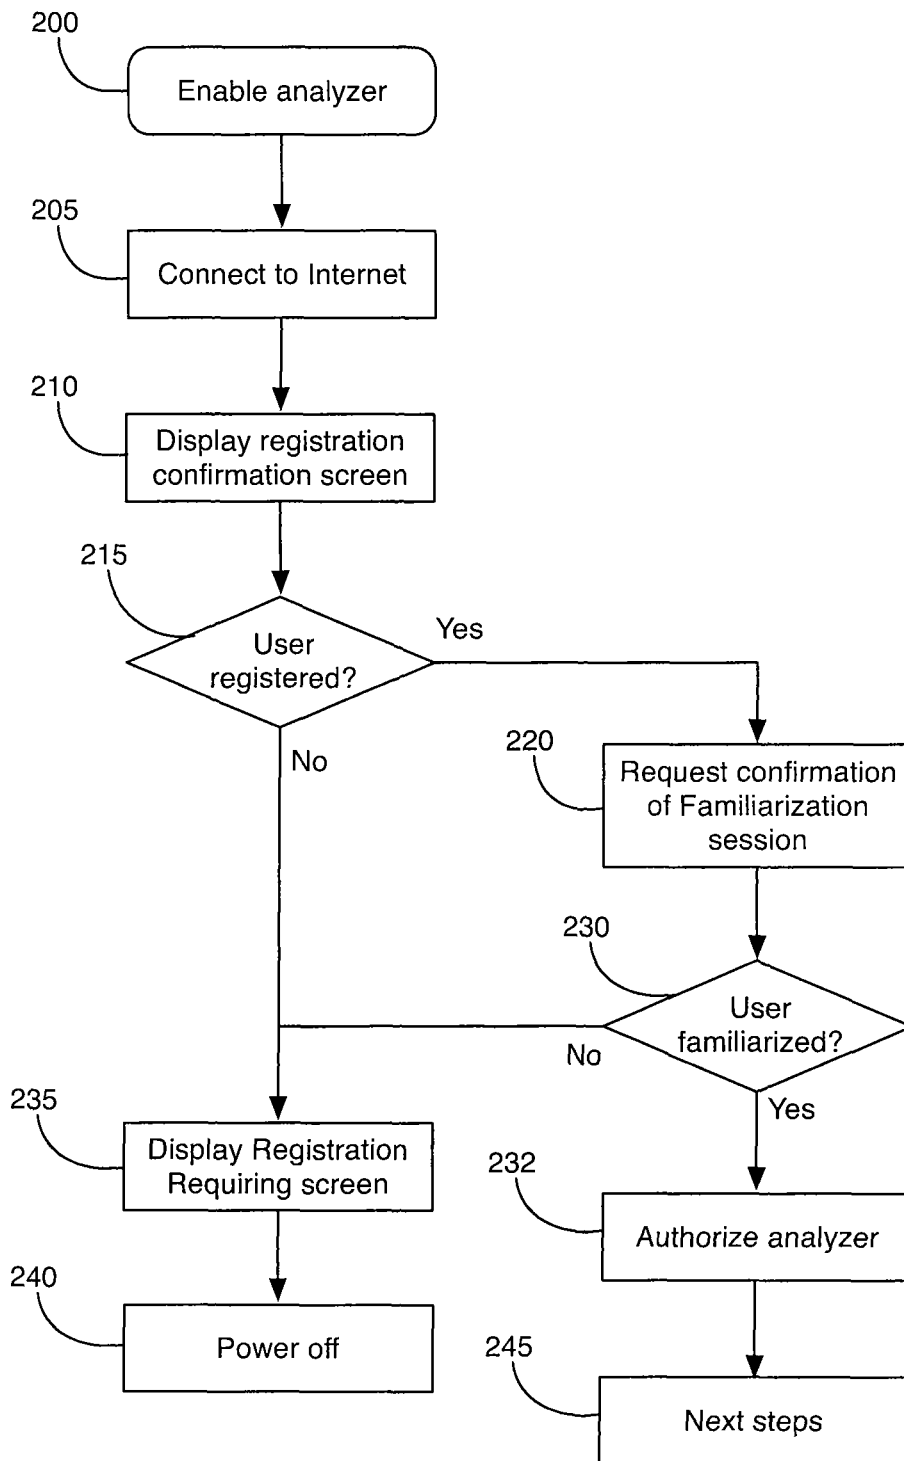 200
Enable analyzer
205
Connect to Internet
210
Display registration
confirmation screen
215
User
registered?
Yes
No
220
Request confirmation
of Familiarization
session
230
User
familiarized?
No
Yes
235
Display Registration
Requiring screen
232
Authorize analyzer
240
Power off
245
Next steps